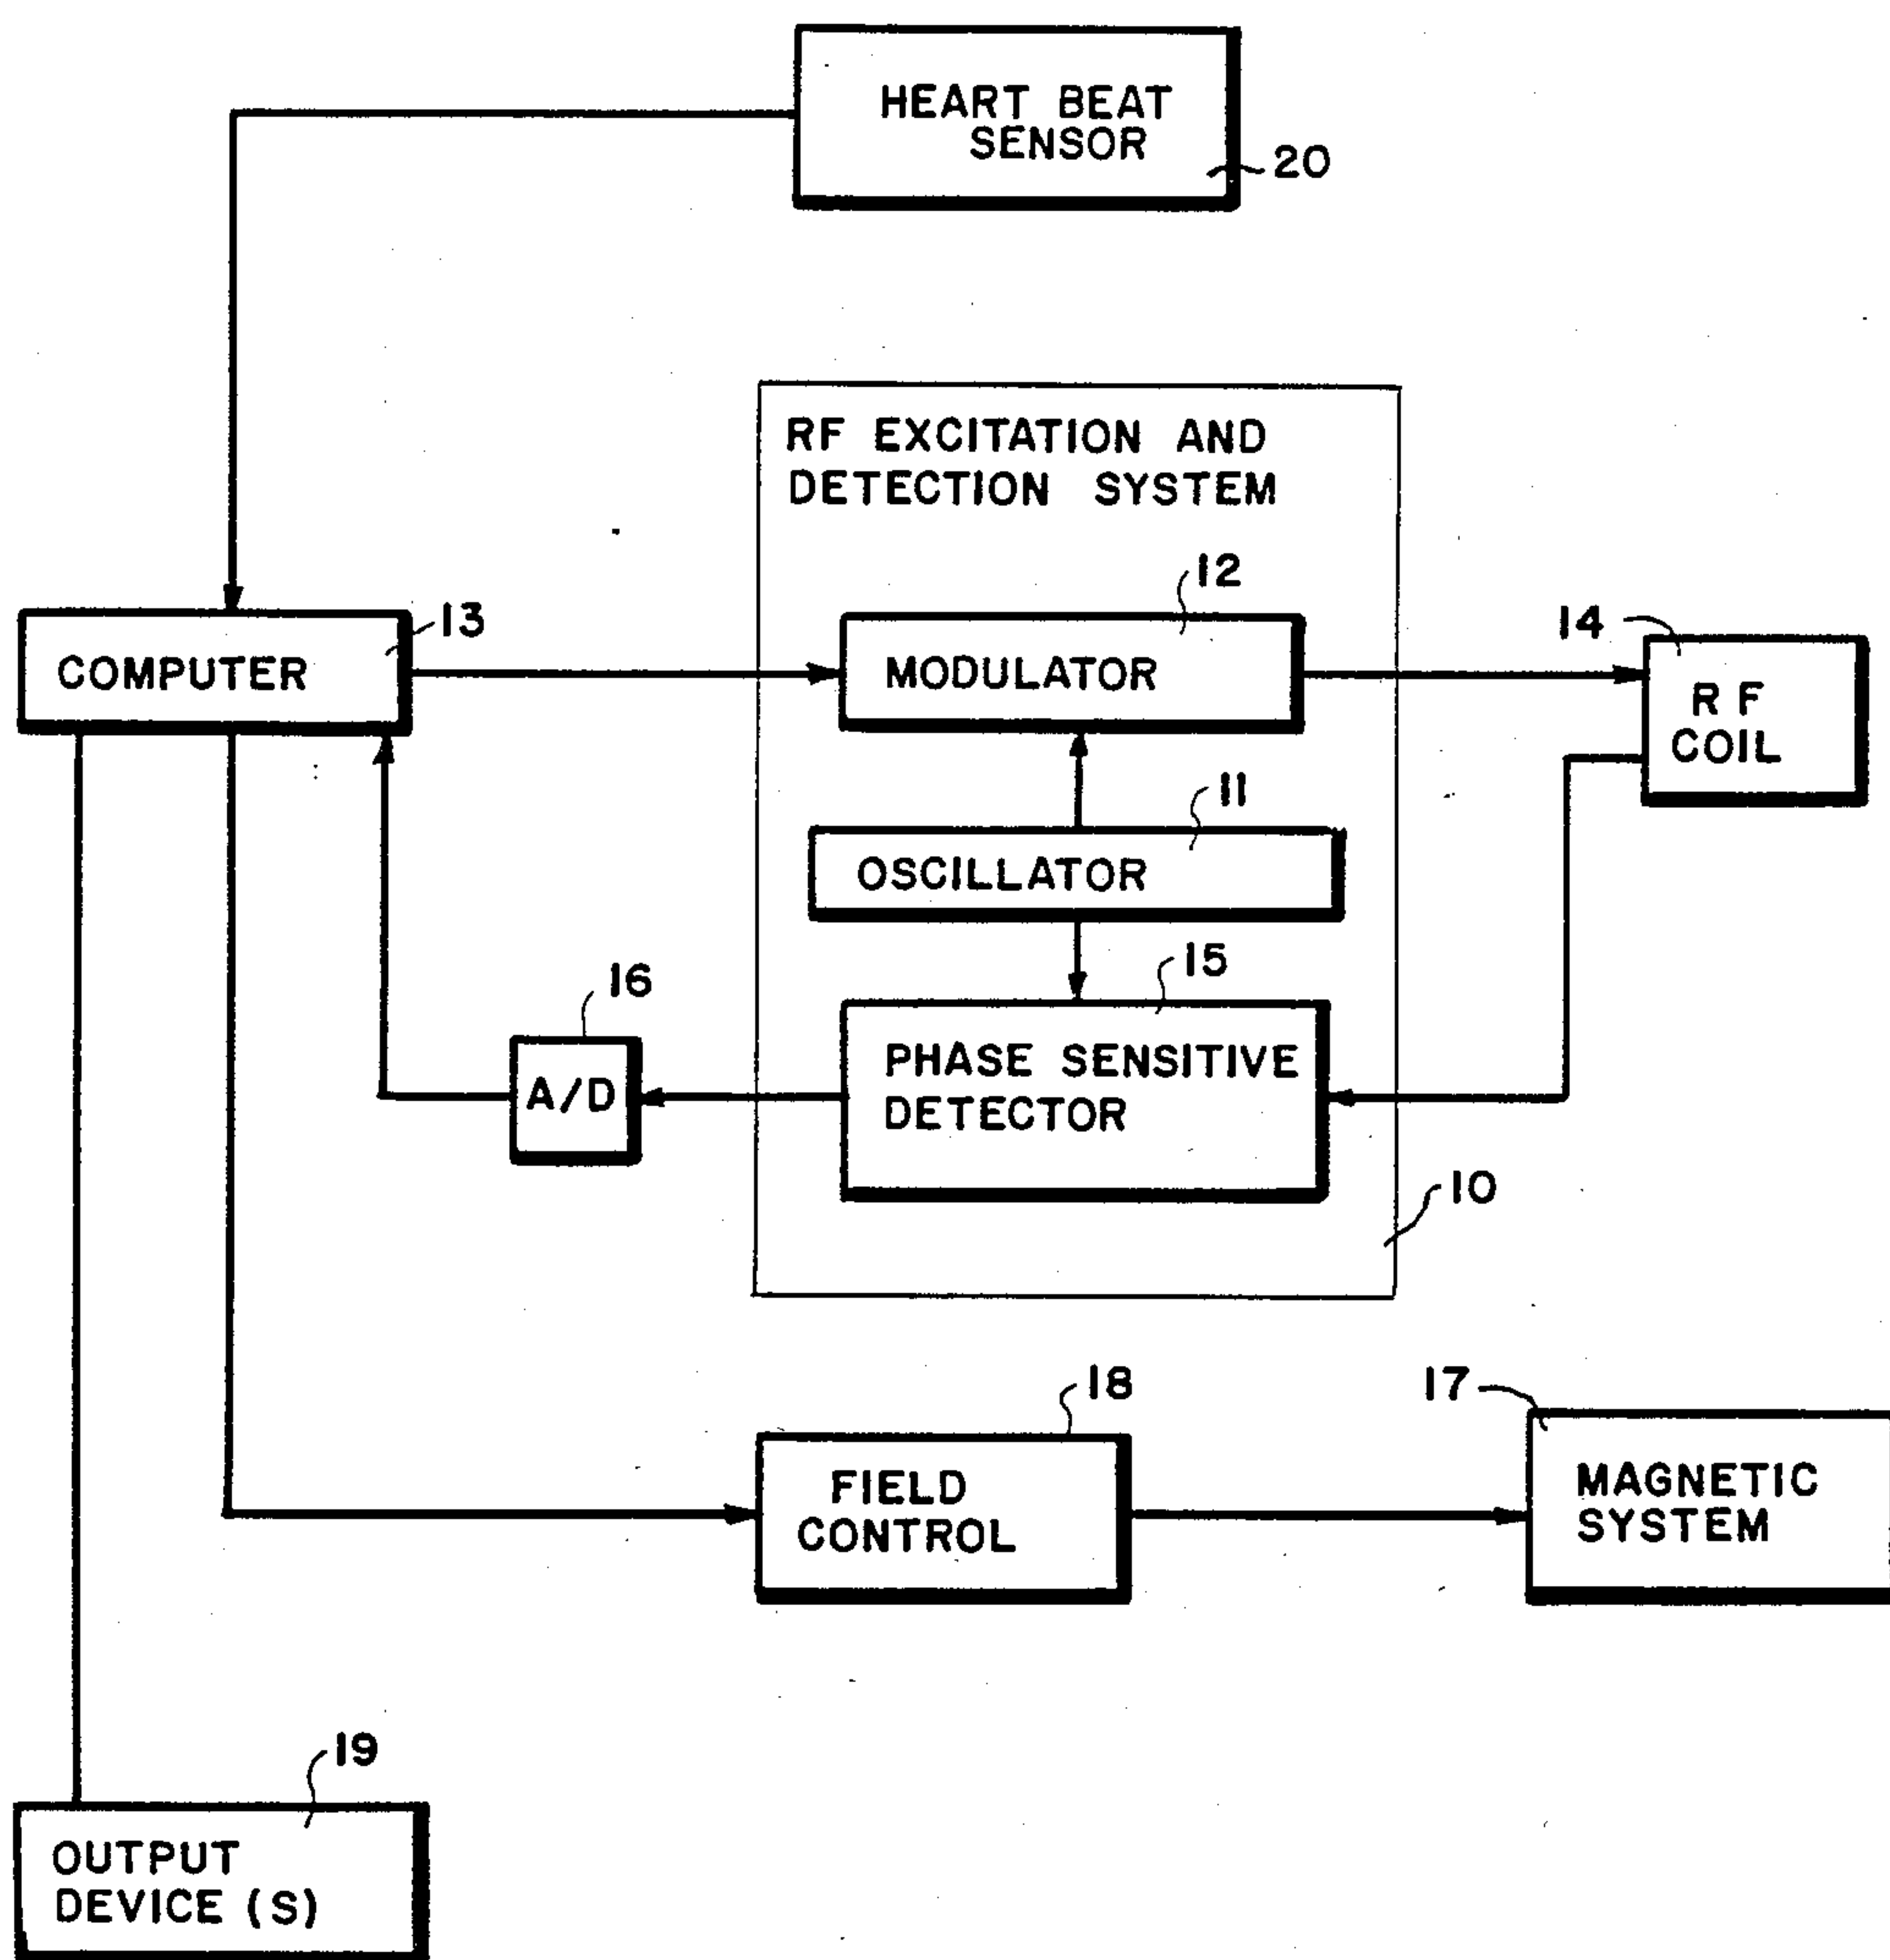 HEART BEAT
SENSOR
20
RF EXCITATION AND
DETECTION SYSTEM
12
13
14
COMPUTER
MODULATOR
RF
COIL
11
OSCILLATOR
15
16
PHASE SENSITIVE
DETECTOR
A/D
10
18
17
FIELD
CONTROL
MAGNETIC
SYSTEM
19
OUTPUT
DEVICE (S)